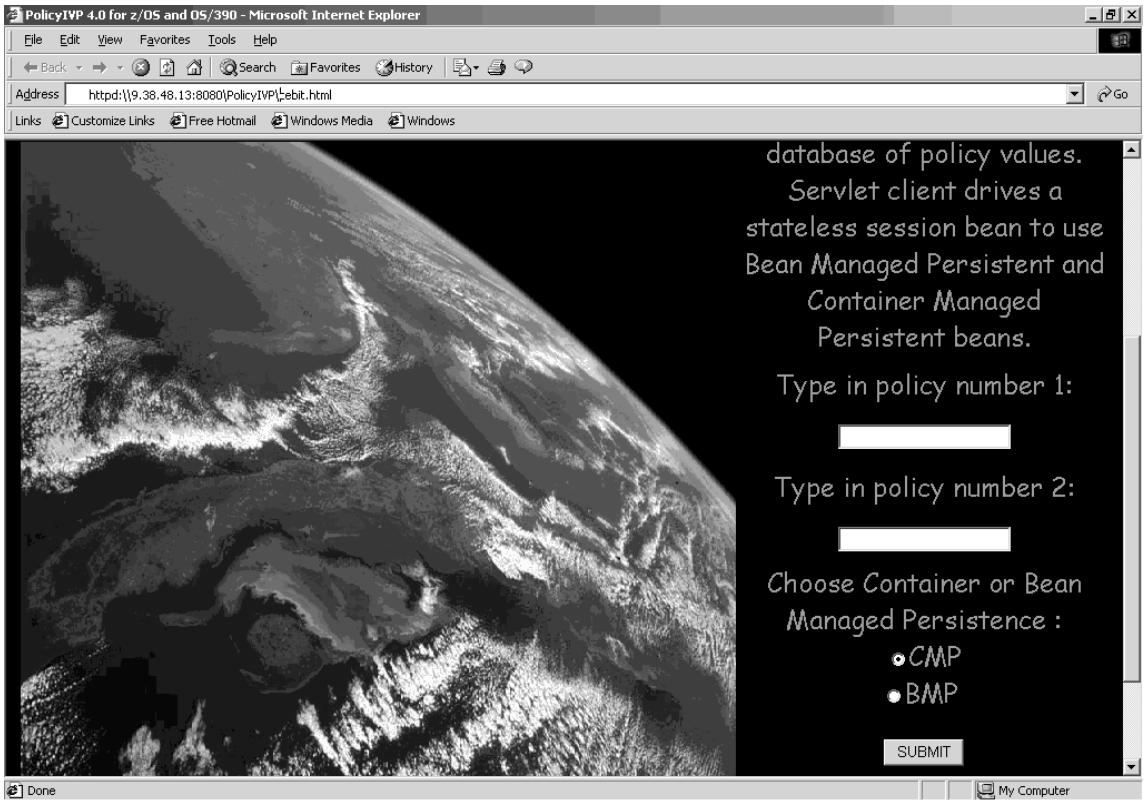 PolicyIVP 4.0 for z/OS and OS/390 - Microsoft Internet Explorer
File Edit View Favorites Tools Help
Back Search Favorites History
Address httpd:\\9.38.48.13:8080\PolicyIVP\ebit.html Go
Links Customize Links Free Hotmail Windows Media Windows
database of policy values.
Servlet client drives a
stateless session bean to use
Bean Managed Persistent and
Container Managed
Persistent beans.
Type in policy number 1:
Type in policy number 2:
Choose Container or Bean
Managed Persistence :
CMP
BMP
SUBMIT
Done My Computer